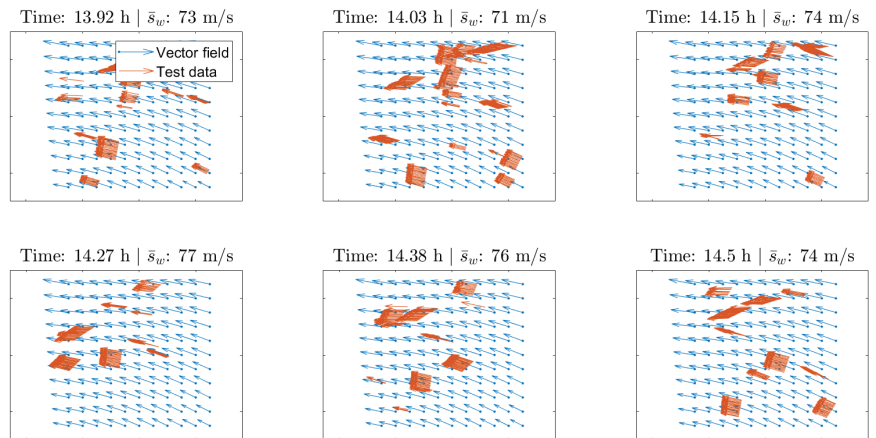 Time: 13.92 h | s̄_w: 73 m/s
Time: 14.03 h | s̄_w: 71 m/s
Time: 14.15 h | s̄_w: 74 m/s
Vector field
Test data
Time: 14.27 h | s̄_w: 77 m/s
Time: 14.38 h | s̄_w: 76 m/s
Time: 14.5 h | s̄_w: 74 m/s